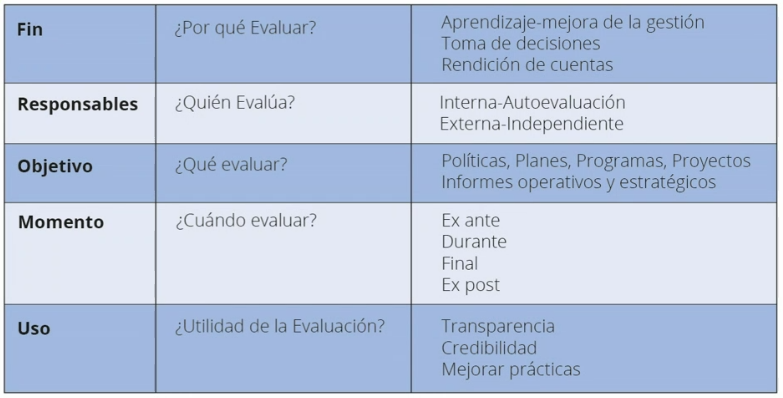 Fin
¿Por qué Evaluar?
Aprendizaje-mejora de la gestión
Toma de decisiones
Rendición de cuentas
Responsables
¿Quién Evalúa?
Interna-Autoevaluación
Externa-Independiente
Objetivo
¿Qué evaluar?
Políticas, Planes, Programas, Proyectos
Informes operativos y estratégicos
Momento
¿Cuándo evaluar?
Ex ante
Durante
Final
Ex post
Uso
¿Utilidad de la Evaluación?
Transparencia
Credibilidad
Mejorar prácticas